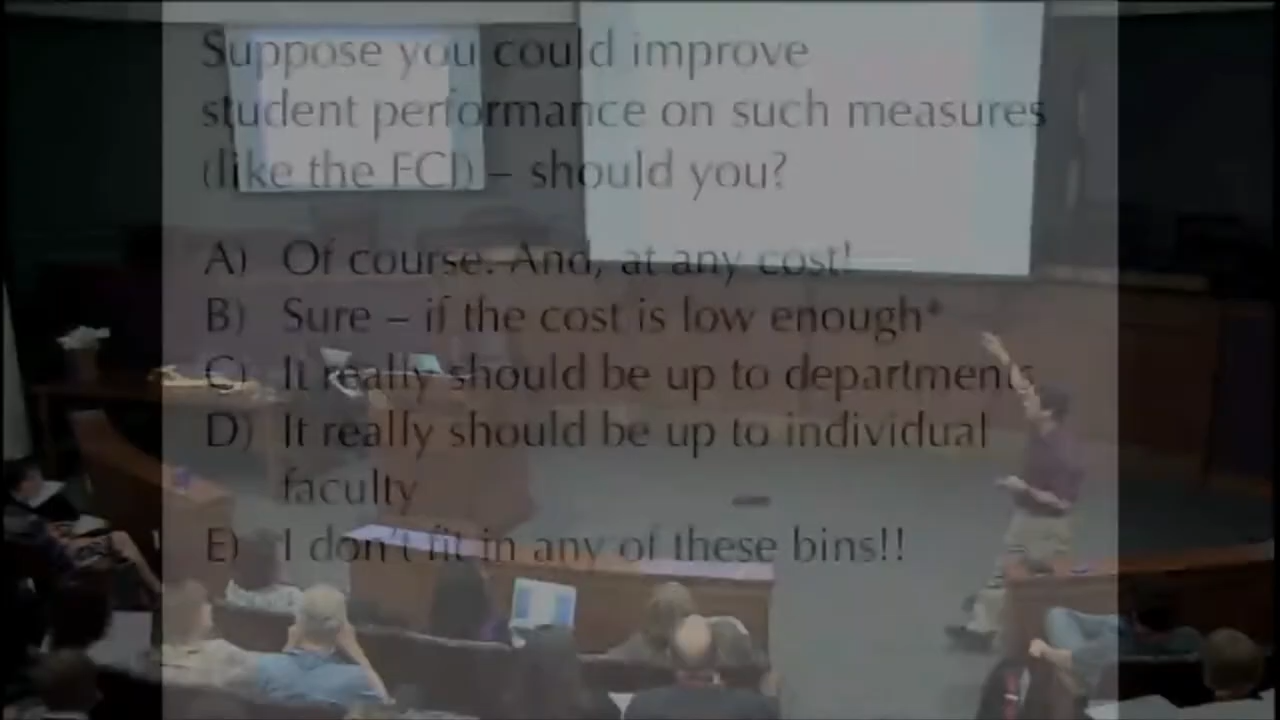 Suppose you could improve
student performance on such measures
(like the FCI) – should you?
A) Of course. And, at any cost!
B) Sure – if the cost is low enough*
C) It really should be up to departments
D) It really should be up to individual
faculty
E) I don't fit in any of these bins!!